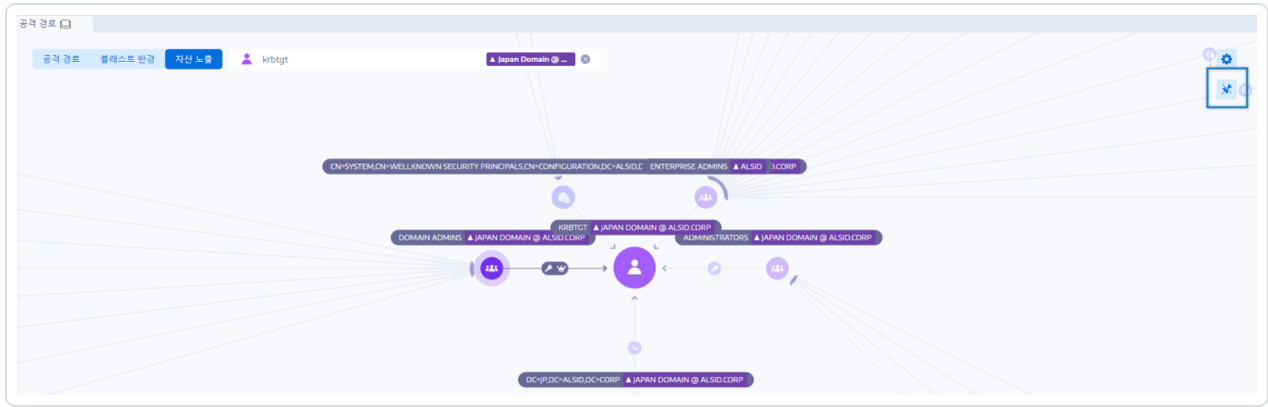 공격 경로
공격 경로 블래스트 반경 자산 노출 krbtgt Japan Domain @ ...
CN=SYSTEM,CN=WELLKNOWN SECURITY PRINCIPALS,CN=CONFIGURATION,DC=ALSID,D ENTERPRISE ADMINS ALSID D.CORP
KRBTGT JAPAN DOMAIN @ ALSID.CORP
DOMAIN ADMINS JAPAN DOMAIN @ ALSID.CORP ADMINISTRATORS JAPAN DOMAIN @ ALSID.CORP
DC=JP,DC=ALSID,DC=CORP JAPAN DOMAIN @ ALSID.CORP